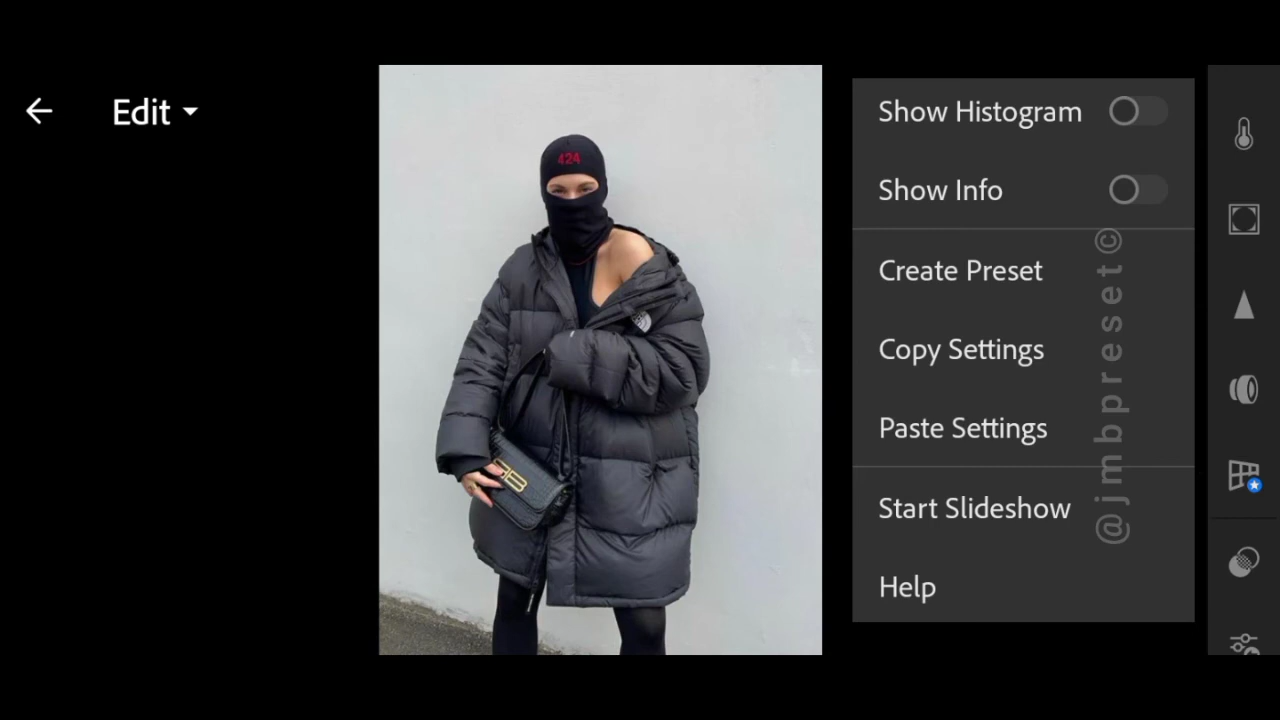 Edit
424
Show Histogram
Show Info
Create Preset
Copy Settings
Paste Settings
Start Slideshow
Help
@jmbpreset©